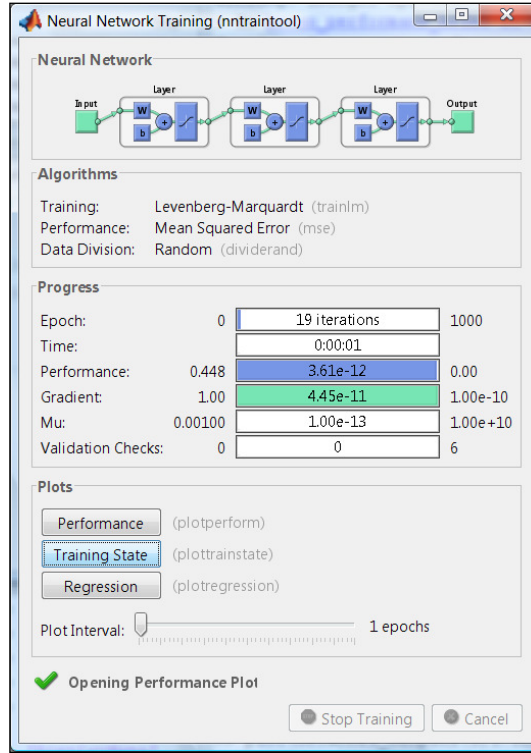 Neural Network Training (nntraintool)
Neural Network
Layer Layer Layer
Input W W W Output
+ + +
b b b
Algorithms
Training: Levenberg-Marquardt (trainlm)
Performance: Mean Squared Error (mse)
Data Division: Random (dividerand)
Progress
Epoch: 0 19 iterations 1000
Time: 0:00:01
Performance: 0.448 3.61e-12 0.00
Gradient: 1.00 4.45e-11 1.00e-10
Mu: 0.00100 1.00e-13 1.00e+10
Validation Checks: 0 0 6
Plots
Performance (plotperform)
Training State (plottrainstate)
Regression (plotregression)
Plot Interval: 1 epochs
Opening Performance Plot
Stop Training Cancel